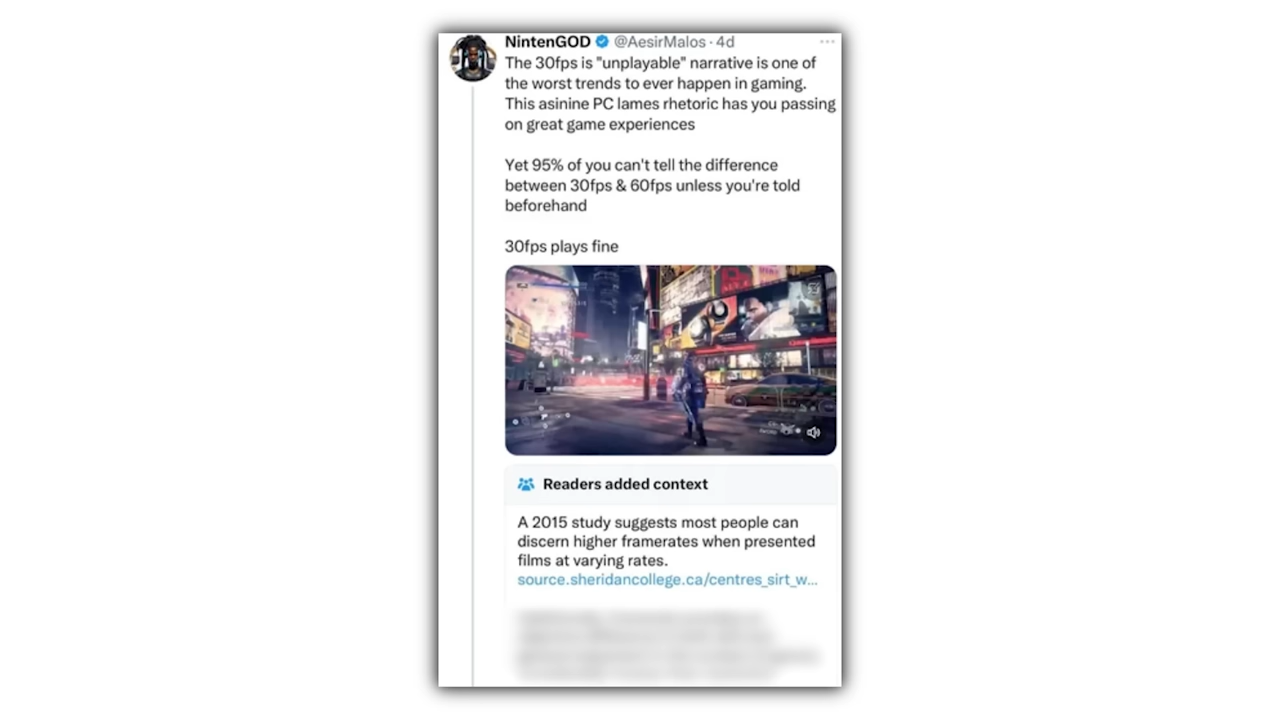 NintenGOD @AesirMalos · 4d
The 30fps is "unplayable" narrative is one of
the worst trends to ever happen in gaming.
This asinine PC lames rhetoric has you passing
on great game experiences
Yet 95% of you can't tell the difference
between 30fps & 60fps unless you're told
beforehand
30fps plays fine
Readers added context
A 2015 study suggests most people can
discern higher framerates when presented
films at varying rates.
source.sheridancollege.ca/centres_sirt_w...